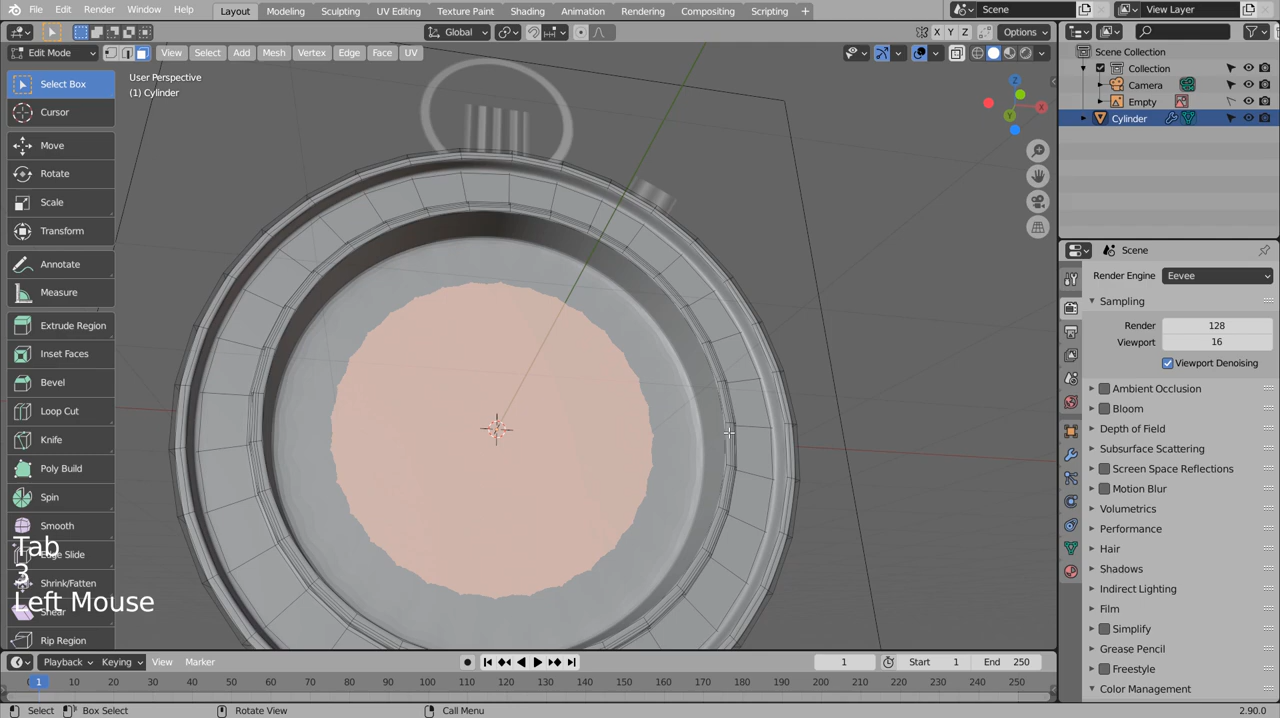 File Edit Render Window Help Layout Modeling Sculpting UV Editing Texture Paint Shading Animation Rendering Compositing Scripting Scene View Layer
Edit Mode View Select Add Mesh Vertex Edge Face UV Global X Y Z Options
User Perspective
(1) Cylinder
Select Box
Cursor
Move
Rotate
Scale
Transform
Annotate
Measure
Extrude Region
Inset Faces
Bevel
Loop Cut
Knife
Poly Build
Spin
Smooth
Edge Slide
Shrink/Fatten
Shear
Rip Region
Tab
3
Left Mouse
Z
X
Y
Scene Collection
Collection
Camera
Empty
Cylinder
Scene
Render Engine Eevee
Sampling
Render 128
Viewport 16
Viewport Denoising
Ambient Occlusion
Bloom
Depth of Field
Subsurface Scattering
Screen Space Reflections
Motion Blur
Volumetrics
Performance
Hair
Shadows
Indirect Lighting
Film
Simplify
Grease Pencil
Freestyle
Color Management
Playback Keying View Marker 1 Start 1 End 250
1 10 20 30 40 50 60 70 80 90 100 110 120 130 140 150 160 170 180 190 200 210 220 230 240 250
Select Box Select Rotate View Call Menu 2.90.0